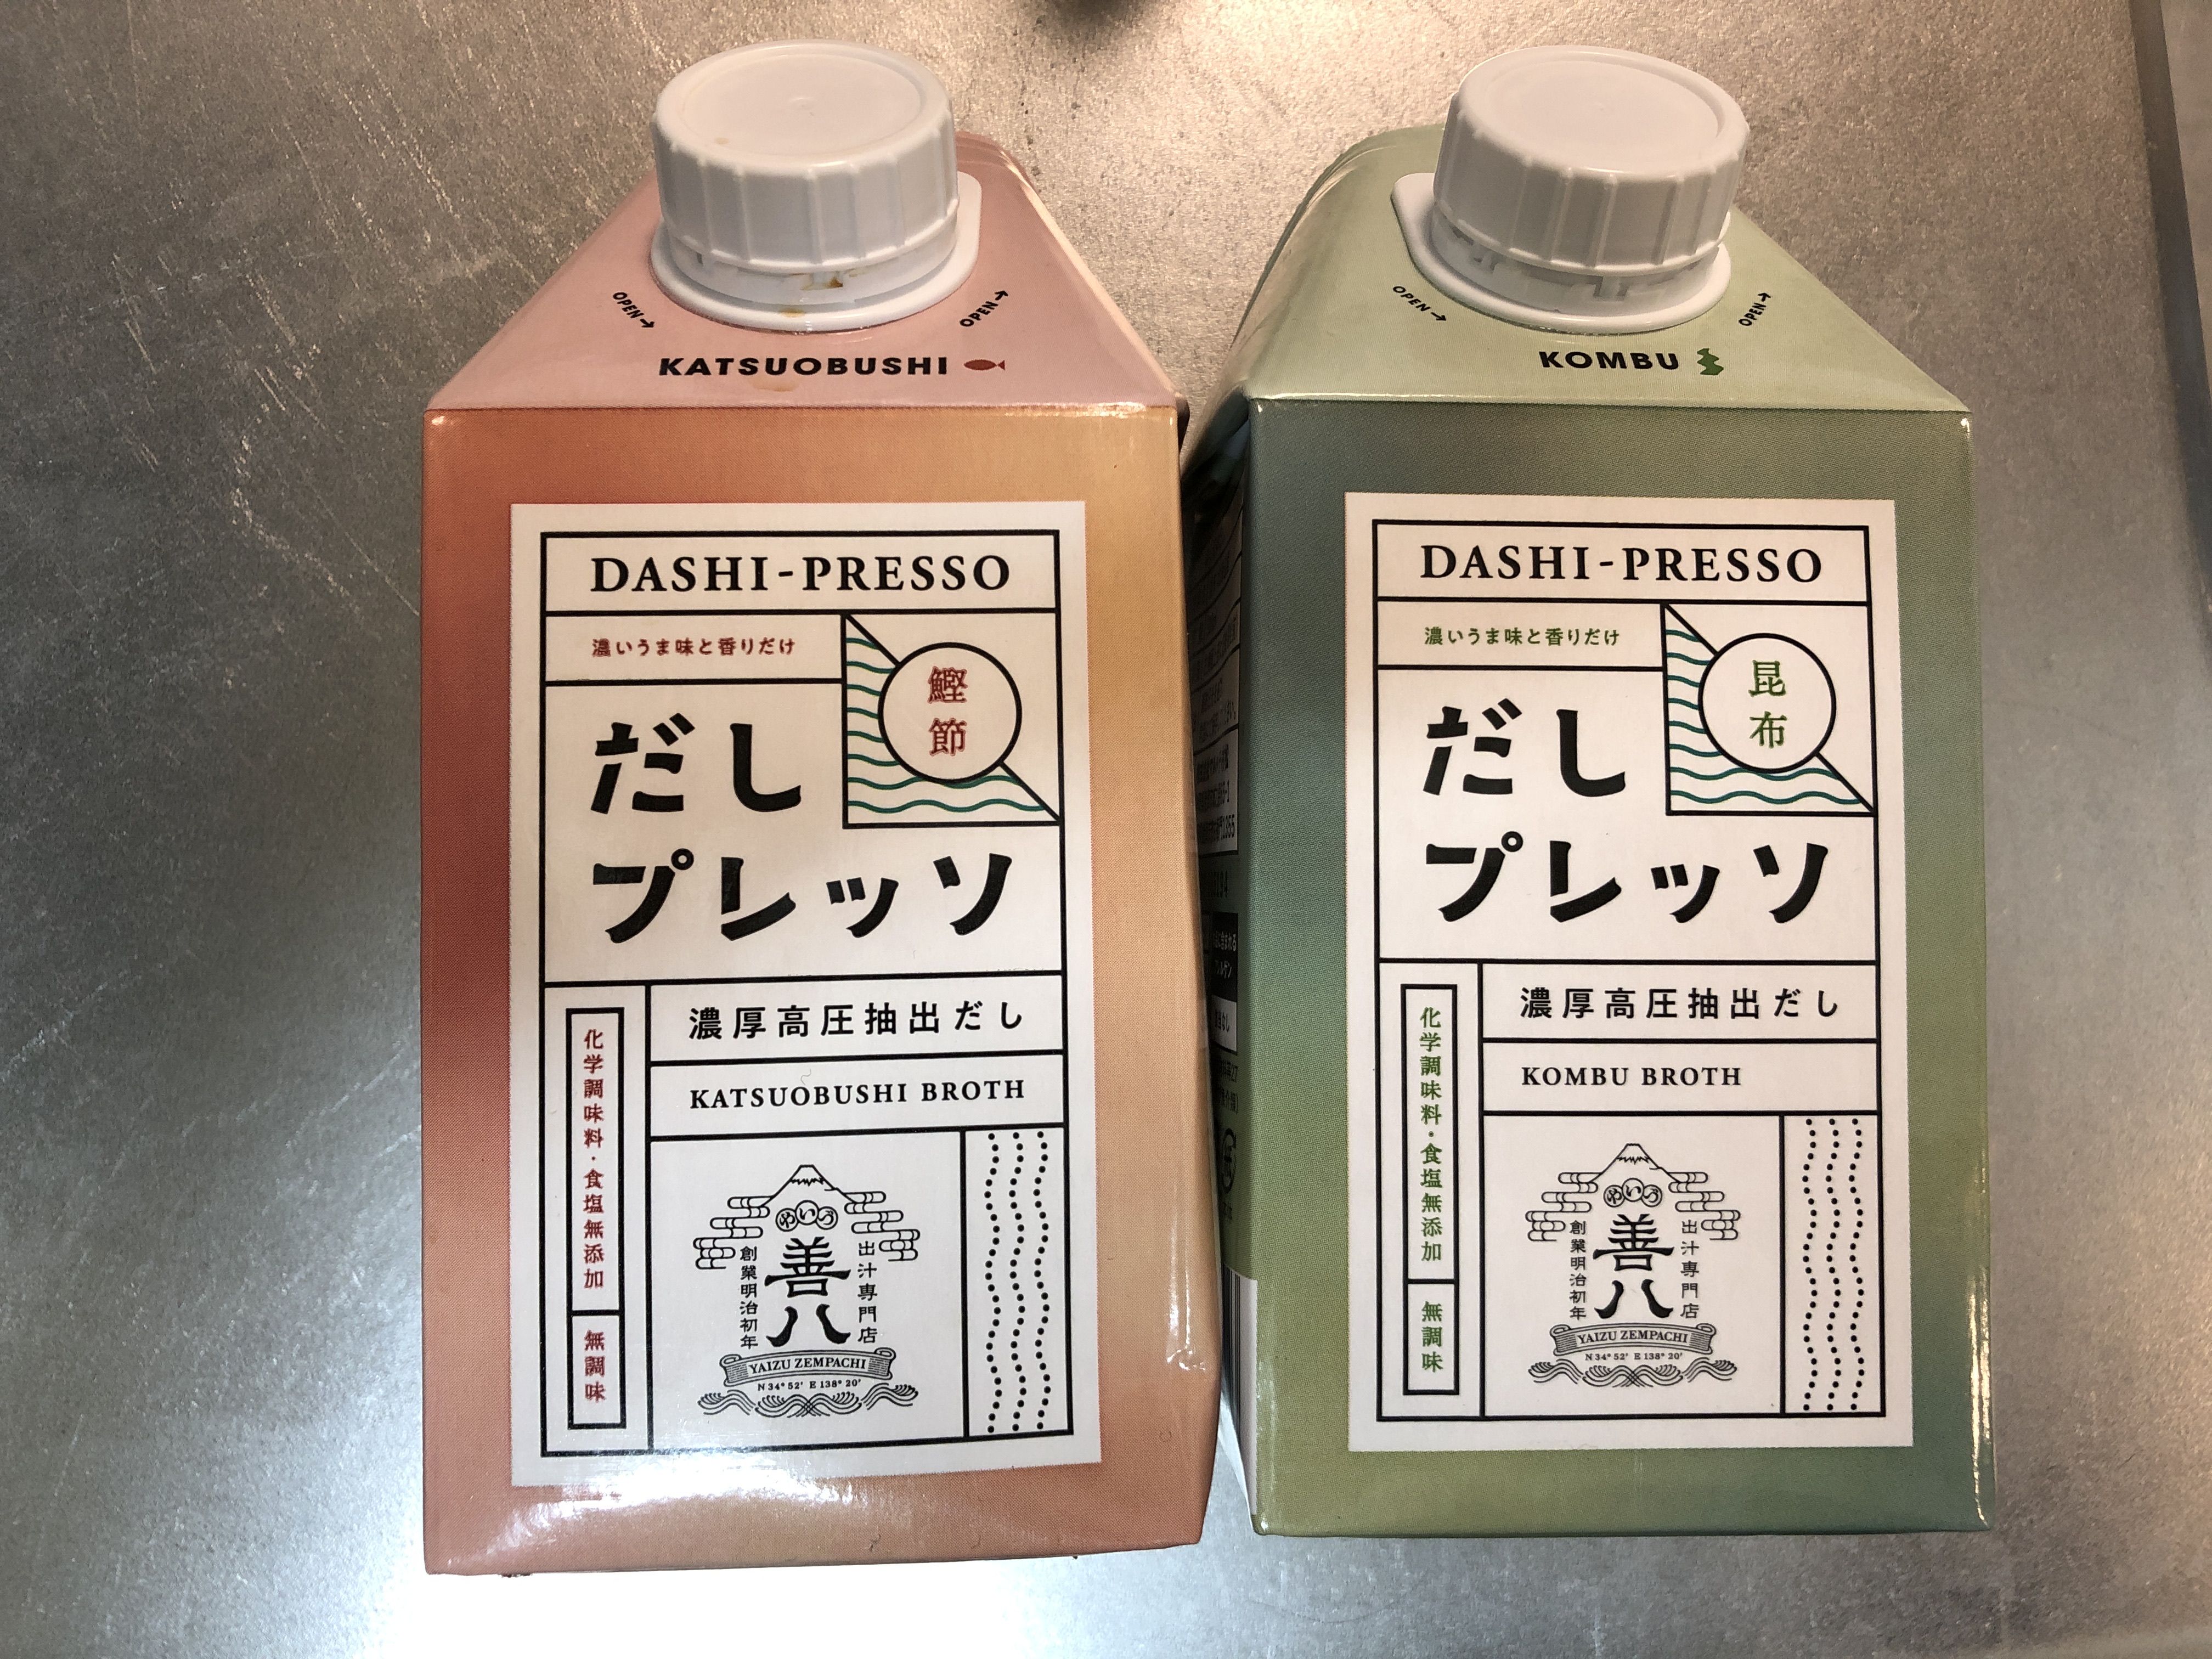 OPEN→
OPEN→
KATSUOBUSHI
DASHI-PRESSO
濃いうま味と香りだけ
鰹節
だし
プレッソ
濃厚高圧抽出だし
KATSUOBUSHI BROTH
化学調味料・食塩無添加
無調味
やいづ
出汁専門店
善八
創業明治初年
YAIZU ZEMPACHI
N 34° 52′ E 138° 20′
OPEN→
OPEN→
KOMBU
DASHI-PRESSO
濃いうま味と香りだけ
昆布
だし
プレッソ
濃厚高圧抽出だし
KOMBU BROTH
化学調味料・食塩無添加
無調味
やいづ
出汁専門店
善八
創業明治初年
YAIZU ZEMPACHI
N 34° 52′ E 138° 20′